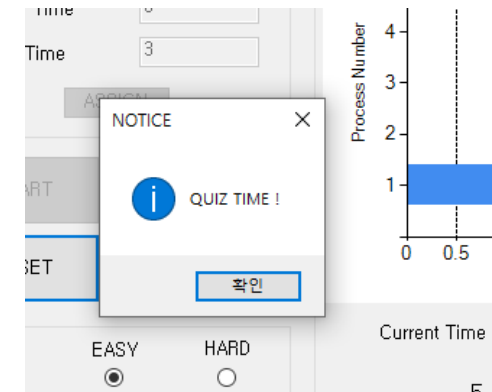 Time
Time
3
NOTICE
QUIZ TIME !
확인
EASY
HARD
Process Number
4
3
2
1
0
0.5
Current Time